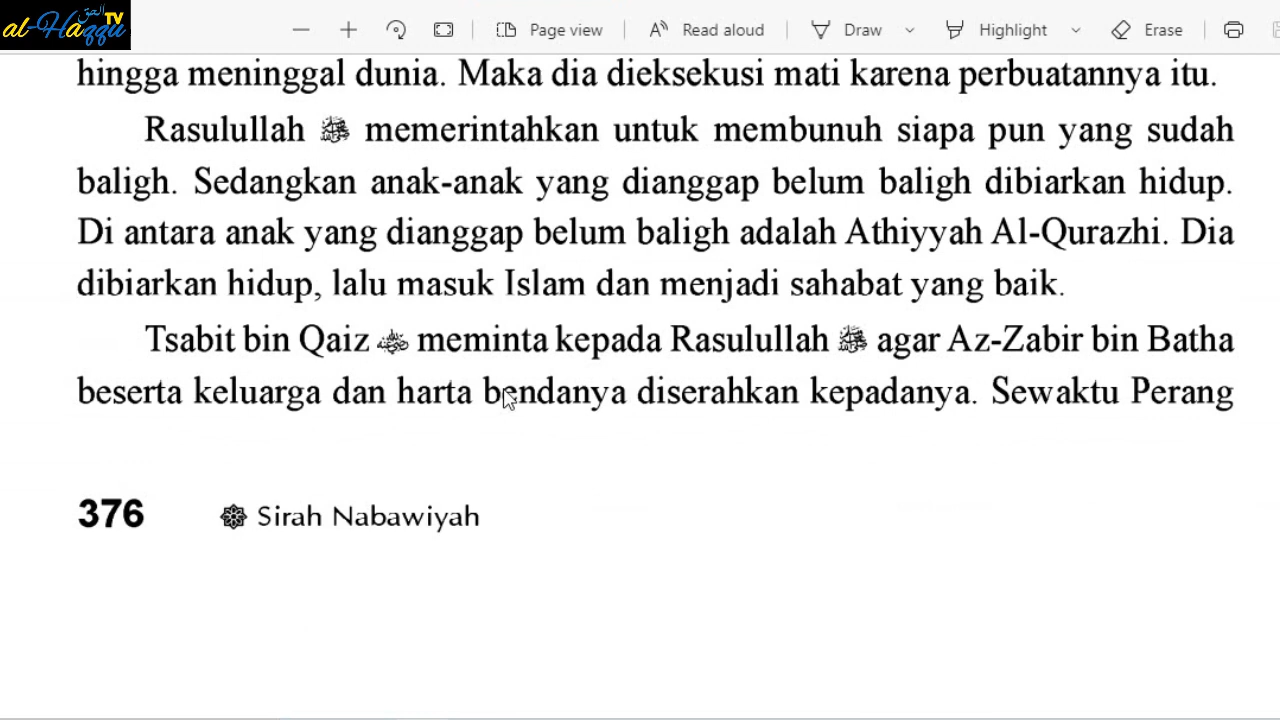 al-Haqqu TV
الحق
Page view
Read aloud
Draw
Highlight
Erase
hingga meninggal dunia. Maka dia dieksekusi mati karena perbuatannya itu.
Rasulullah ﷺ memerintahkan untuk membunuh siapa pun yang sudah
baligh. Sedangkan anak-anak yang dianggap belum baligh dibiarkan hidup.
Di antara anak yang dianggap belum baligh adalah Athiyyah Al-Qurazhi. Dia
dibiarkan hidup, lalu masuk Islam dan menjadi sahabat yang baik.
Tsabit bin Qaiz meminta kepada Rasulullah ﷺ agar Az-Zabir bin Batha
beserta keluarga dan harta bendanya diserahkan kepadanya. Sewaktu Perang
376
Sirah Nabawiyah